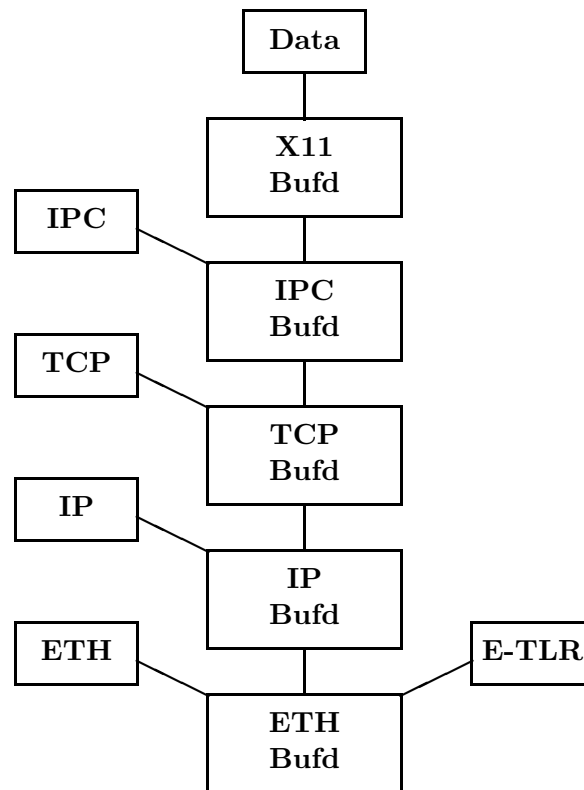 Data
X11
Bufd
IPC
IPC
Bufd
TCP
TCP
Bufd
IP
IP
Bufd
ETH
E-TLR
ETH
Bufd